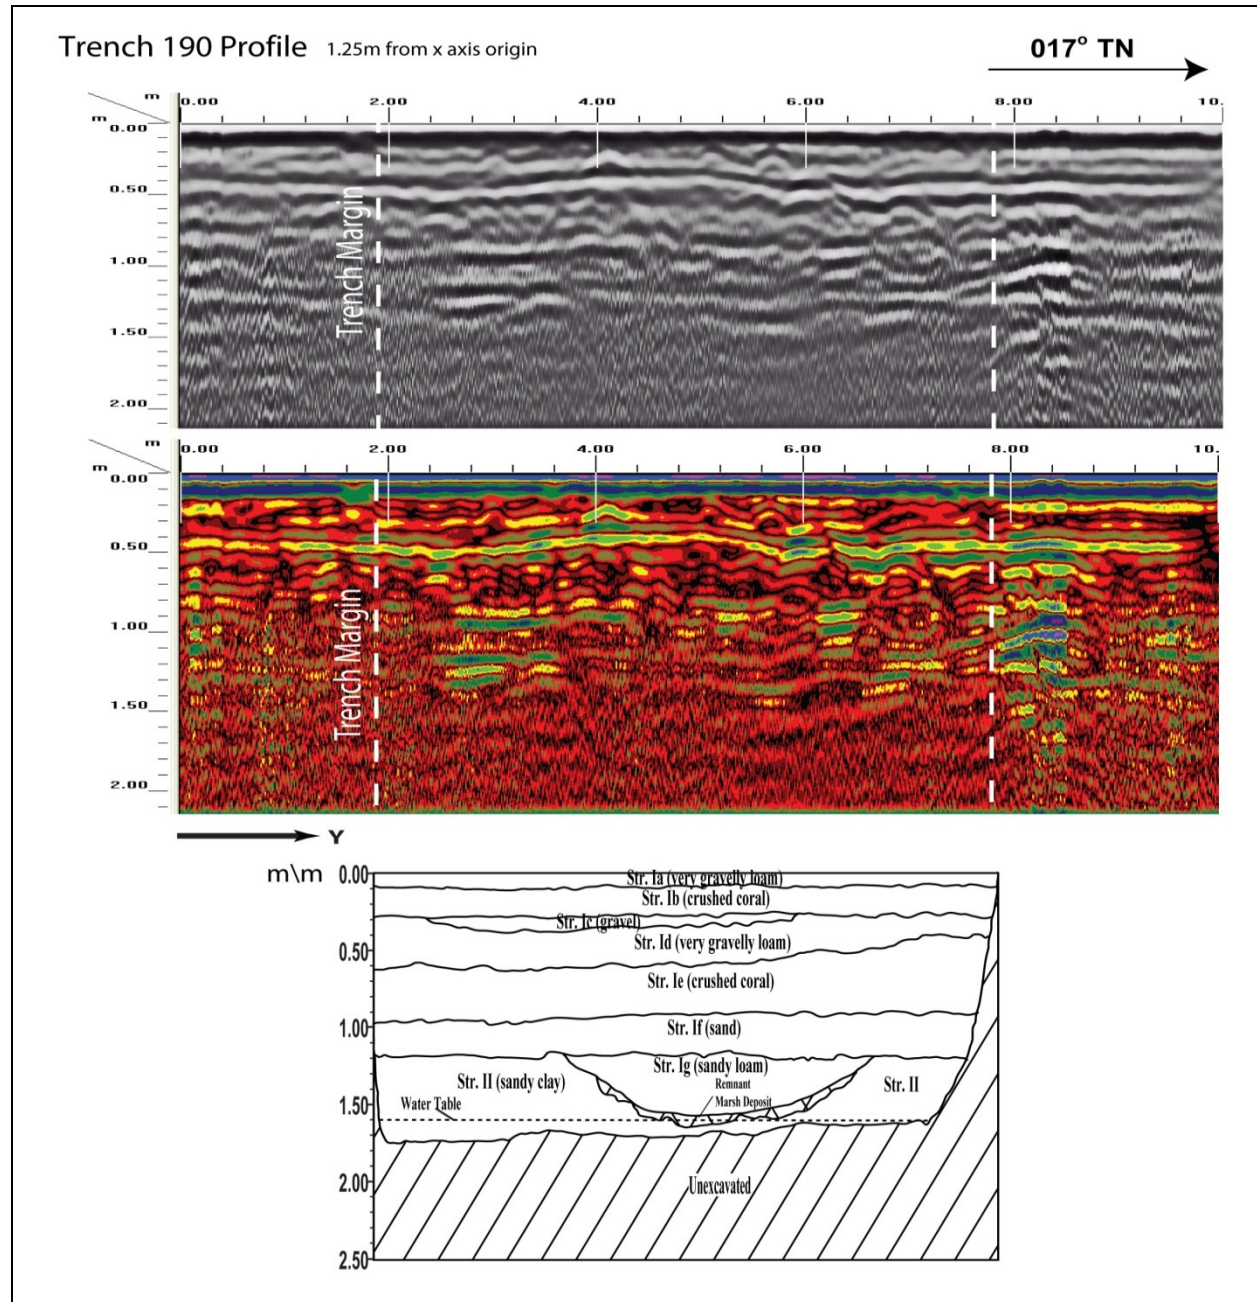 Trench 190 Profile 1.25m from x axis origin
017° TN
m 0.00 2.00 4.00 6.00 8.00 10.
m
0.00
0.50
1.00
1.50
2.00
Trench Margin
m 0.00 2.00 4.00 6.00 8.00 10.0
m
0.00
0.50
1.00
1.50
2.00
Trench Margin
Y
m\m
0.00
0.50
1.00
1.50
2.00
2.50
Str. Ia (very gravelly loam)
Str. Ib (crushed coral)
Str. Ic (gravel)
Str. Id (very gravelly loam)
Str. Ie (crushed coral)
Str. If (sand)
Str. Ig (sandy loam)
Str. II (sandy clay)
Remnant
Marsh Deposit
Str. II
Water Table
Unexcavated